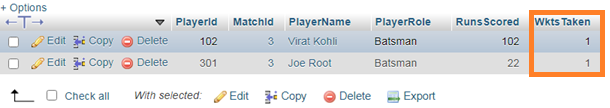 + Options
←T→ ▼ PlayerId MatchId PlayerName PlayerRole RunsScored WktsTaken
Edit Copy Delete 102 3 Virat Kohli Batsman 102 1
Edit Copy Delete 301 3 Joe Root Batsman 22 1
Check all With selected: Edit Copy Delete Export